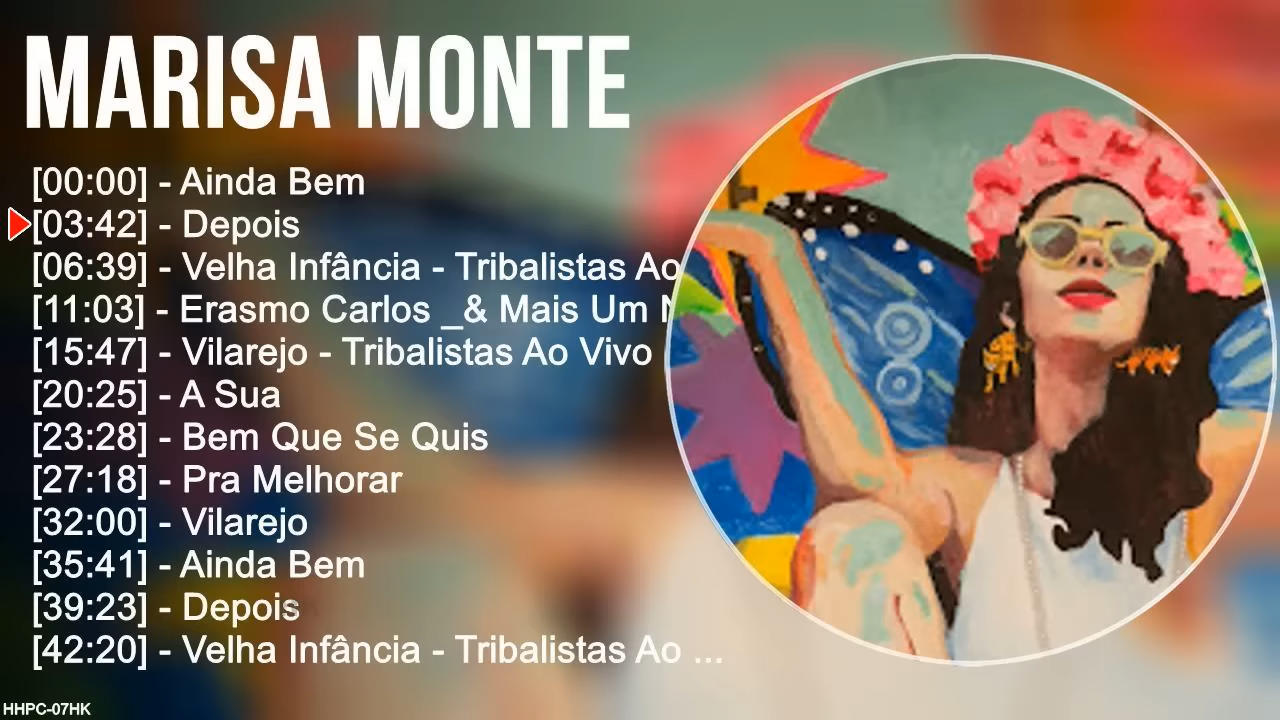 MARISA MONTE
[00:00] - Ainda Bem
[03:42] - Depois
[06:39] - Velha Infância - Tribalistas Ao
[11:03] - Erasmo Carlos _& Mais Um
[15:47] - Vilarejo - Tribalistas Ao Vivo
[20:25] - A Sua
[23:28] - Bem Que Se Quis
[27:18] - Pra Melhorar
[32:00] - Vilarejo
[35:41] - Ainda Bem
[39:23] - Depois
[42:20] - Velha Infância - Tribalistas Ao ...
HHPC-07HK